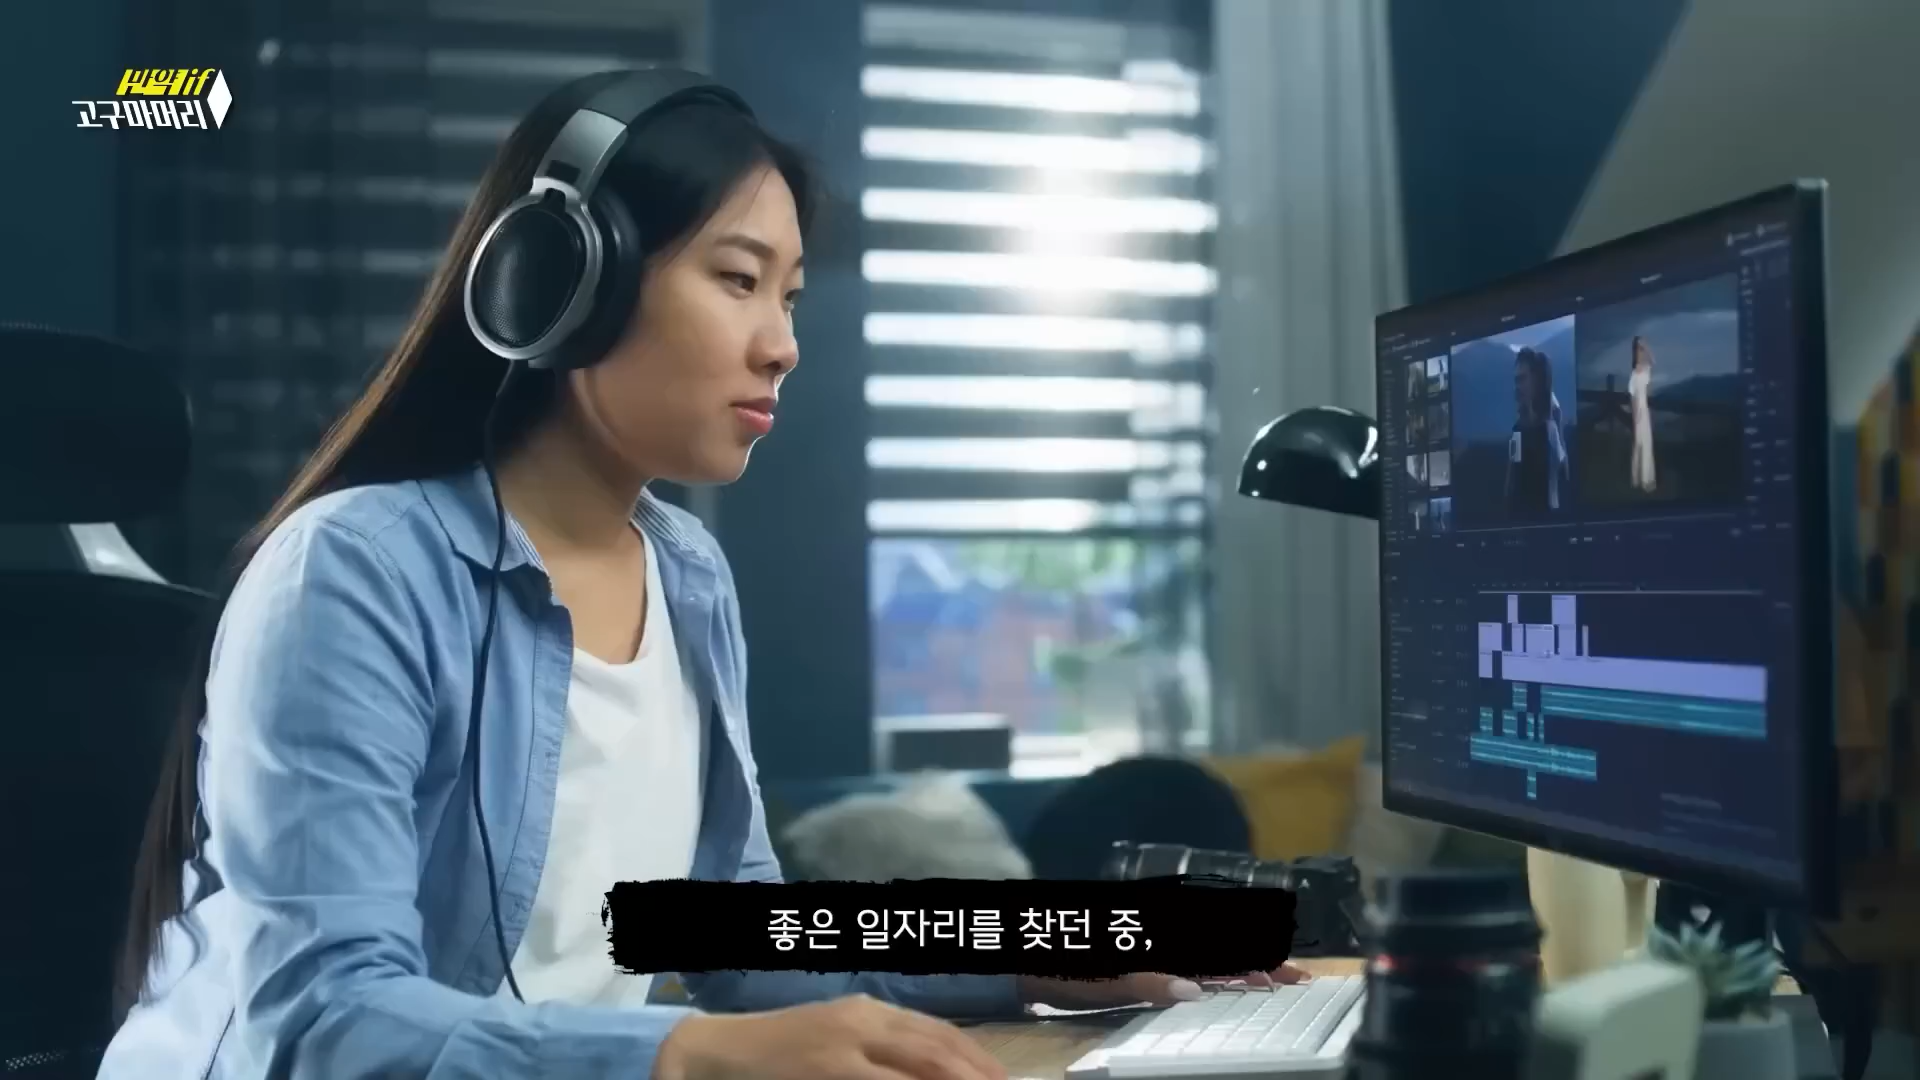 고구마머리
좋은 일자리를 찾던 중,